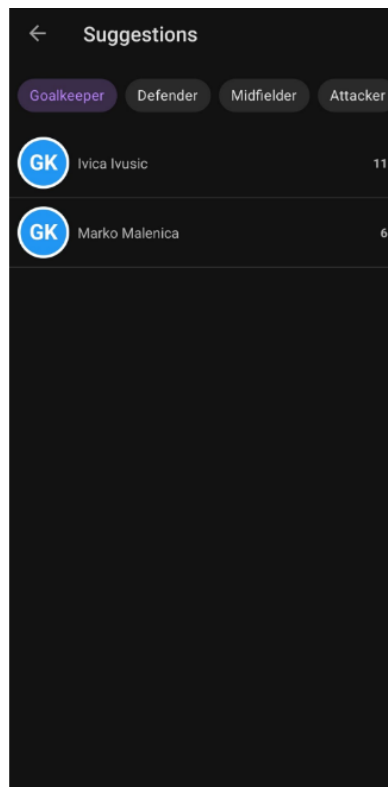 Suggestions
Goalkeeper Defender Midfielder Attacker
GK Ivica Ivusic 11
GK Marko Malenica 6